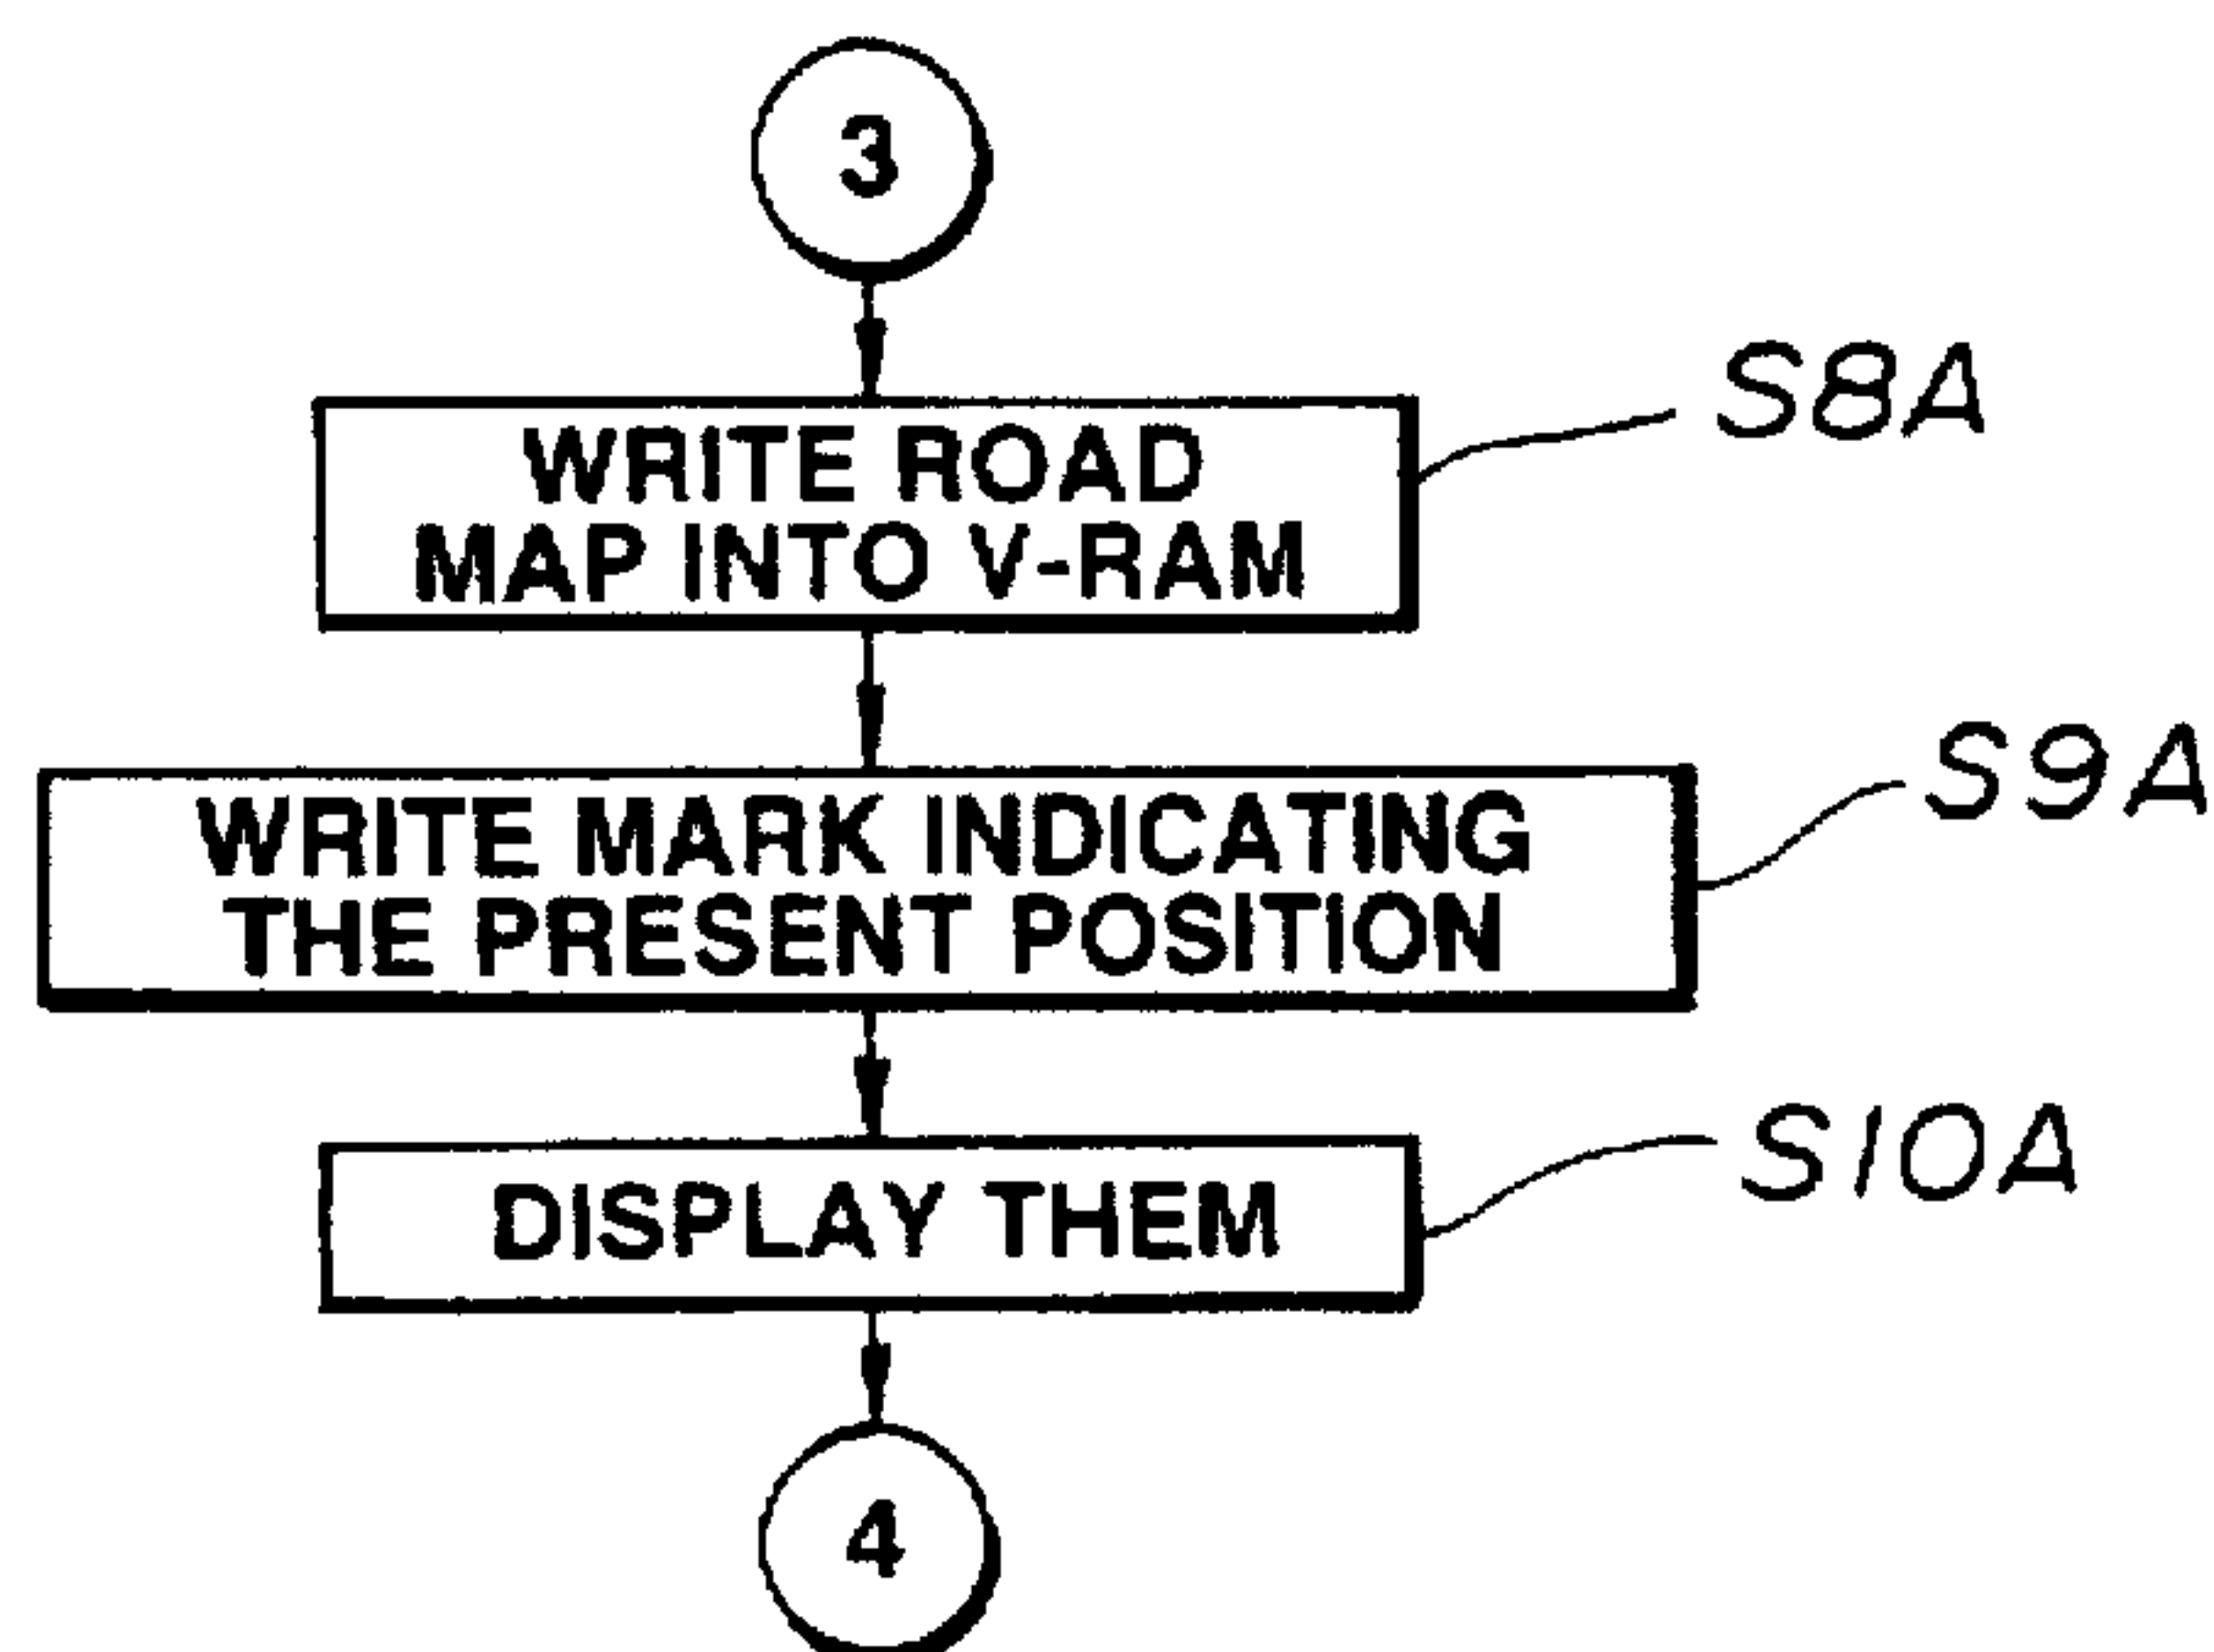 3
WRITE ROAD
MAP INTO V-RAM
S8A
WRITE MARK INDICATING
THE PRESENT POSITION
S9A
DISPLAY THEM
S10A
4